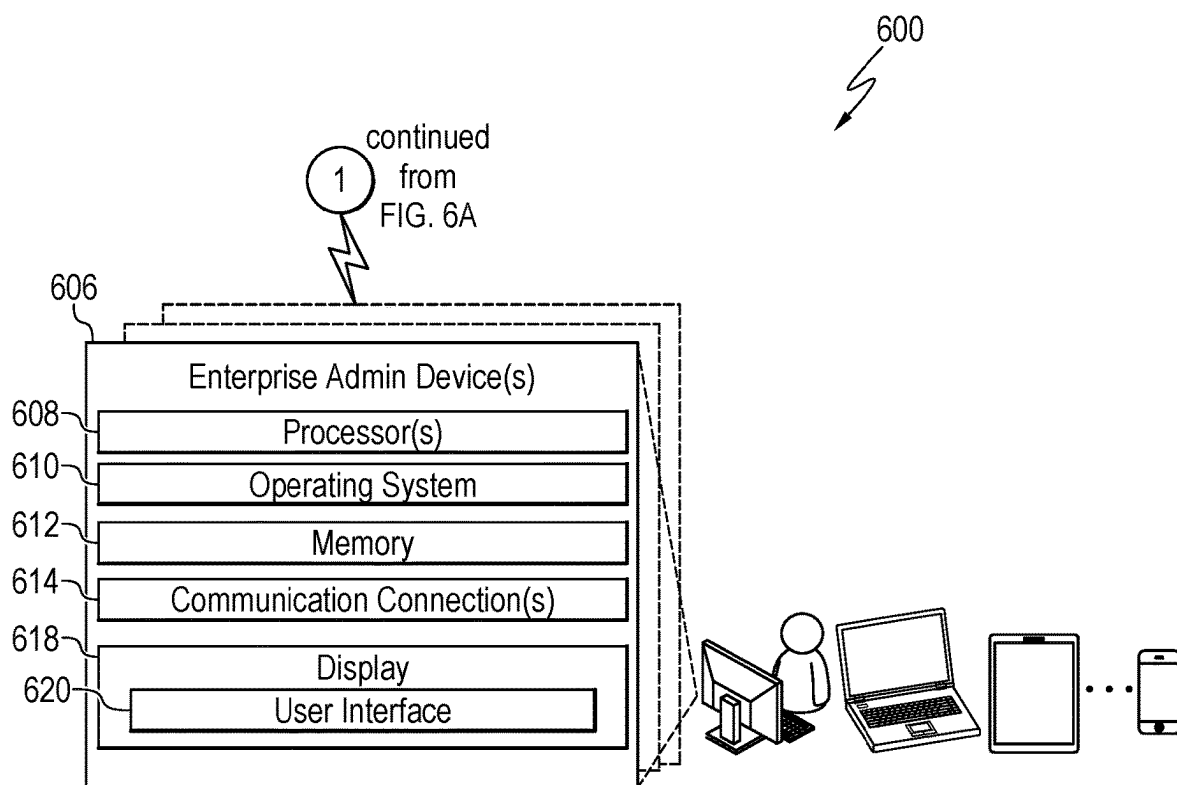 600
1
continued
from
FIG. 6A
606
Enterprise Admin Device(s)
608
Processor(s)
610
Operating System
612
Memory
614
Communication Connection(s)
618
Display
620
User Interface